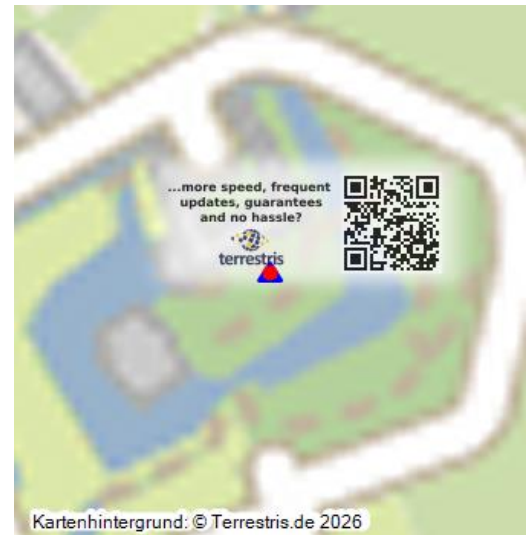 ...more speed, frequent
updates, guarantees
and no hassle?
terrestris
Kartenhintergrund: © Terrestris.de 2026